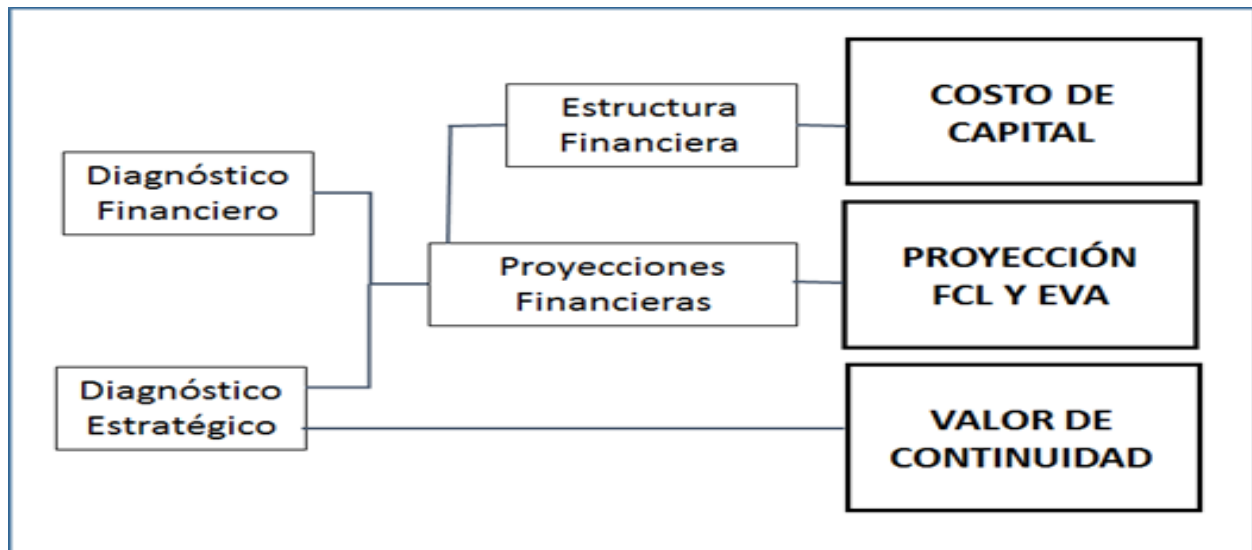 Diagnóstico
Financiero
Diagnóstico
Estratégico
Estructura
Financiera
Proyecciones
Financieras
COSTO DE
CAPITAL
PROYECCIÓN
FCL Y EVA
VALOR DE
CONTINUIDAD